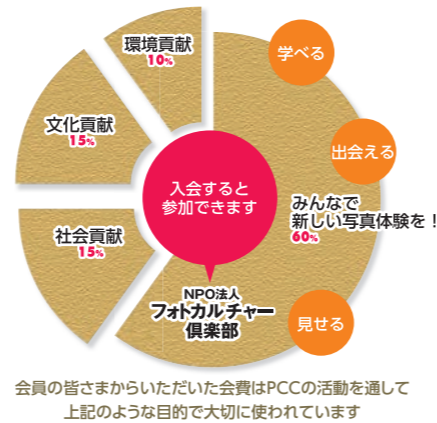 環境貢献
10%
学べる
文化貢献
15%
出会える
入会すると
参加できます
みんなで
新しい写真体験を！
60%
社会貢献
15%
NPO法人
フォトカルチャー
倶楽部
見せる
会員の皆さまからいただいた会費はPCCの活動を通して
上記のような目的で大切に使われています